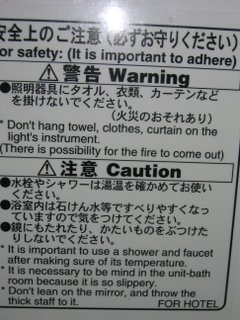 安全上のご注意(必ずお守りください)
or safety: (It is important to adhere)
警告 Warning
●照明器具にタオル、衣類、カーテンなど
を掛けないでください。
(火災のおそれあり)
* Don't hang towel, clothes, curtain on the
light's instrument.
(There is possibility for the fire to come out)
注意 Caution
●水栓やシャワーは湯温を確かめてお使い
ください。
●浴室内は石けん水等ですべりやすくなっ
ていますので気をつけてください。
●鏡にもたれたり、かたいものをぶつけた
りしないでください。
* It is important to use a shower and faucet
after making sure of its temperature.
* It is necessary to be mind in the unit-bath
room because it is so slippery.
* Don't lean on the mirror, and throw the
thick staff to it.
FOR HOTEL